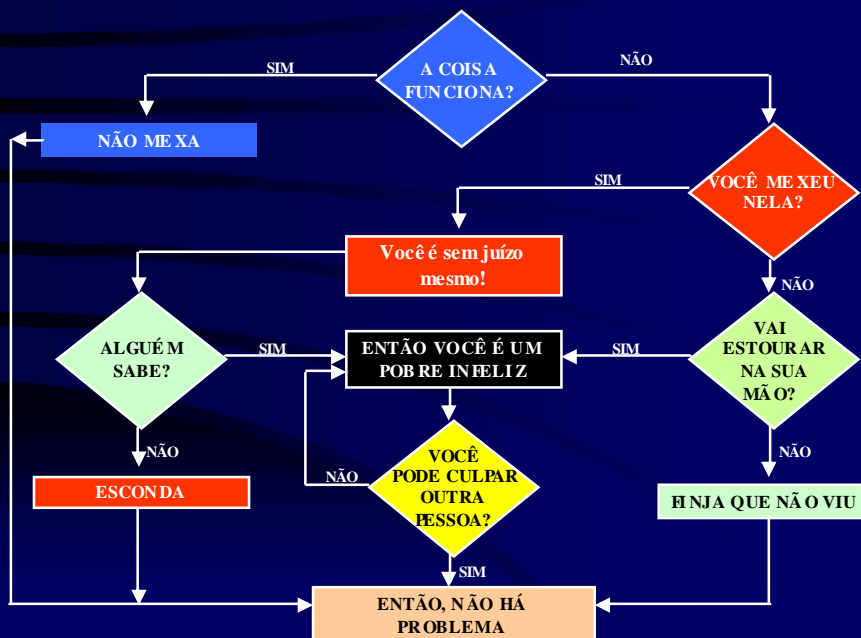 A COISA
FUNCIONA?
SIM
NÃO
NÃO MEXA
VOCÊ MEXEU
NELA?
SIM
Você é sem juízo
mesmo!
NÃO
ALGUÉM
SABE?
SIM
ENTÃO VOCÊ É UM
POBRE INFELIZ
SIM
VAI
ESTOURAR
NA SUA
MÃO?
NÃO
ESCONDA
NÃO
VOCÊ
PODE CULPAR
OUTRA
PESSOA?
NÃO
FINJA QUE NÃO VIU
SIM
ENTÃO, NÃO HÁ
PROBLEMA